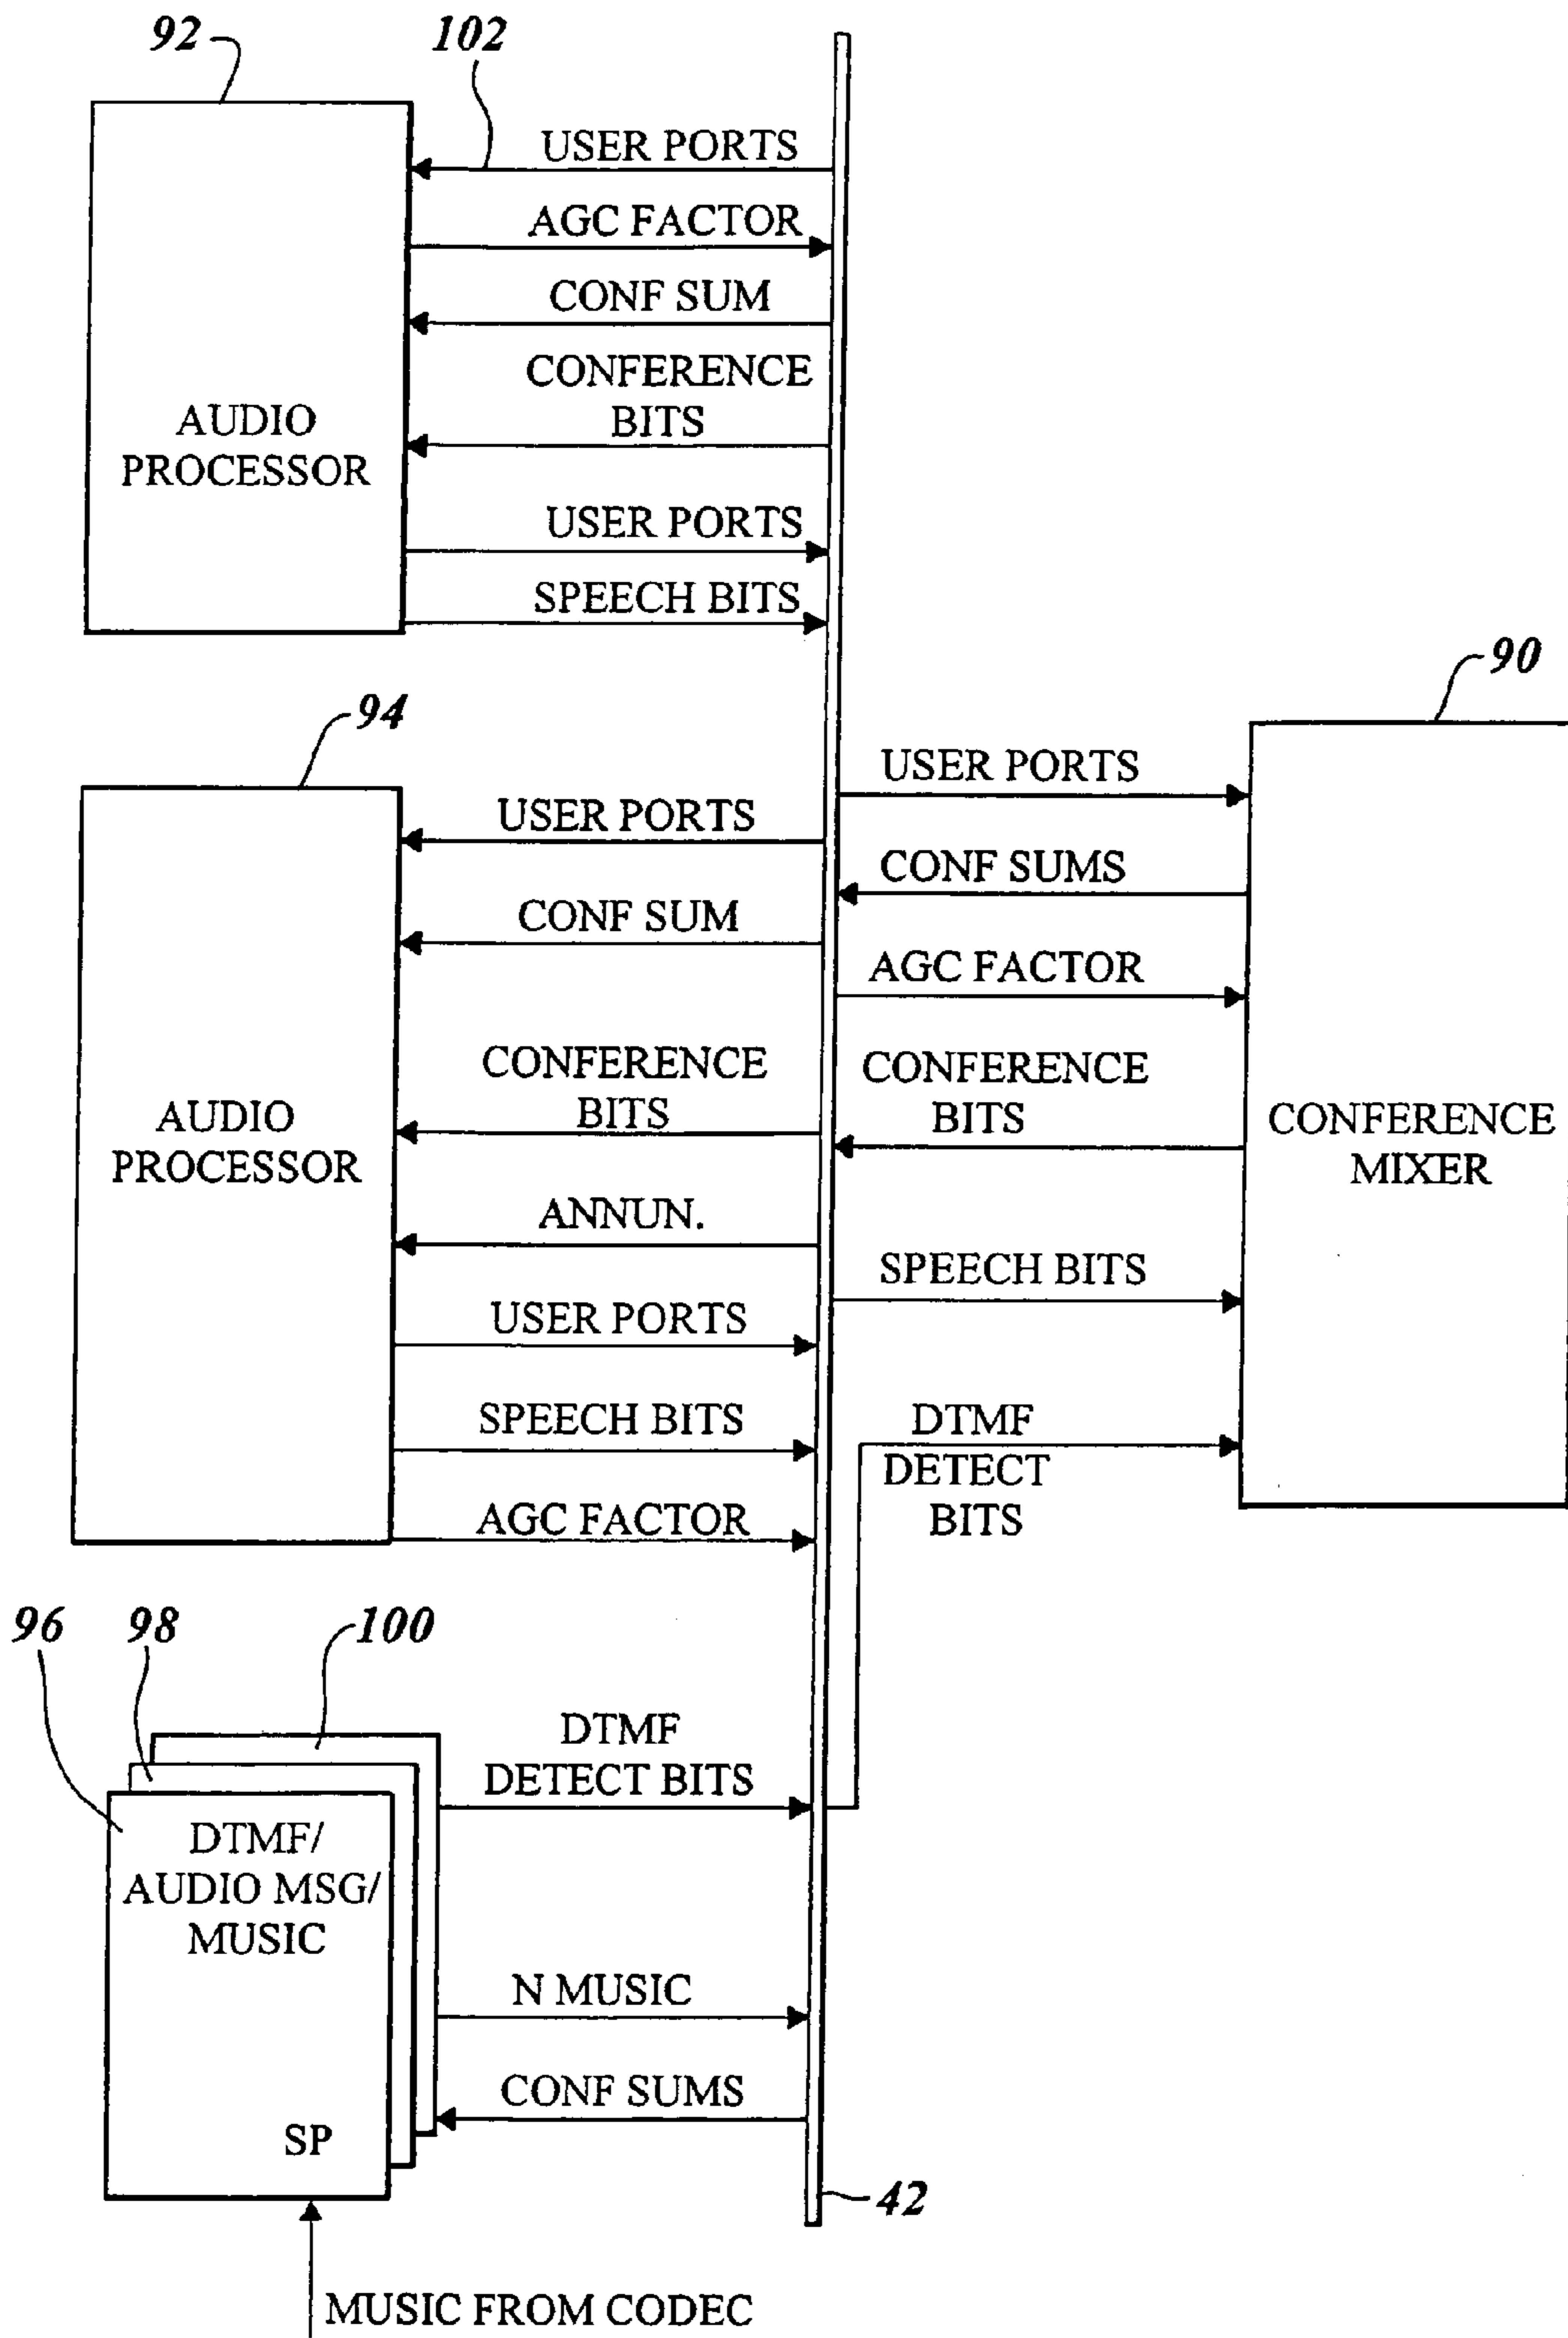 92
102
USER PORTS
AGC FACTOR
CONF SUM
CONFERENCE
BITS
AUDIO
PROCESSOR
USER PORTS
SPEECH BITS
94
USER PORTS
CONF SUM
CONFERENCE
BITS
AUDIO
PROCESSOR
ANNUN.
USER PORTS
SPEECH BITS
AGC FACTOR
90
USER PORTS
CONF SUMS
AGC FACTOR
CONFERENCE
BITS
CONFERENCE
MIXER
SPEECH BITS
DTMF
DETECT
BITS
96
98
100
DTMF
DETECT BITS
DTMF/
AUDIO MSG/
MUSIC
N MUSIC
CONF SUMS
SP
42
MUSIC FROM CODEC